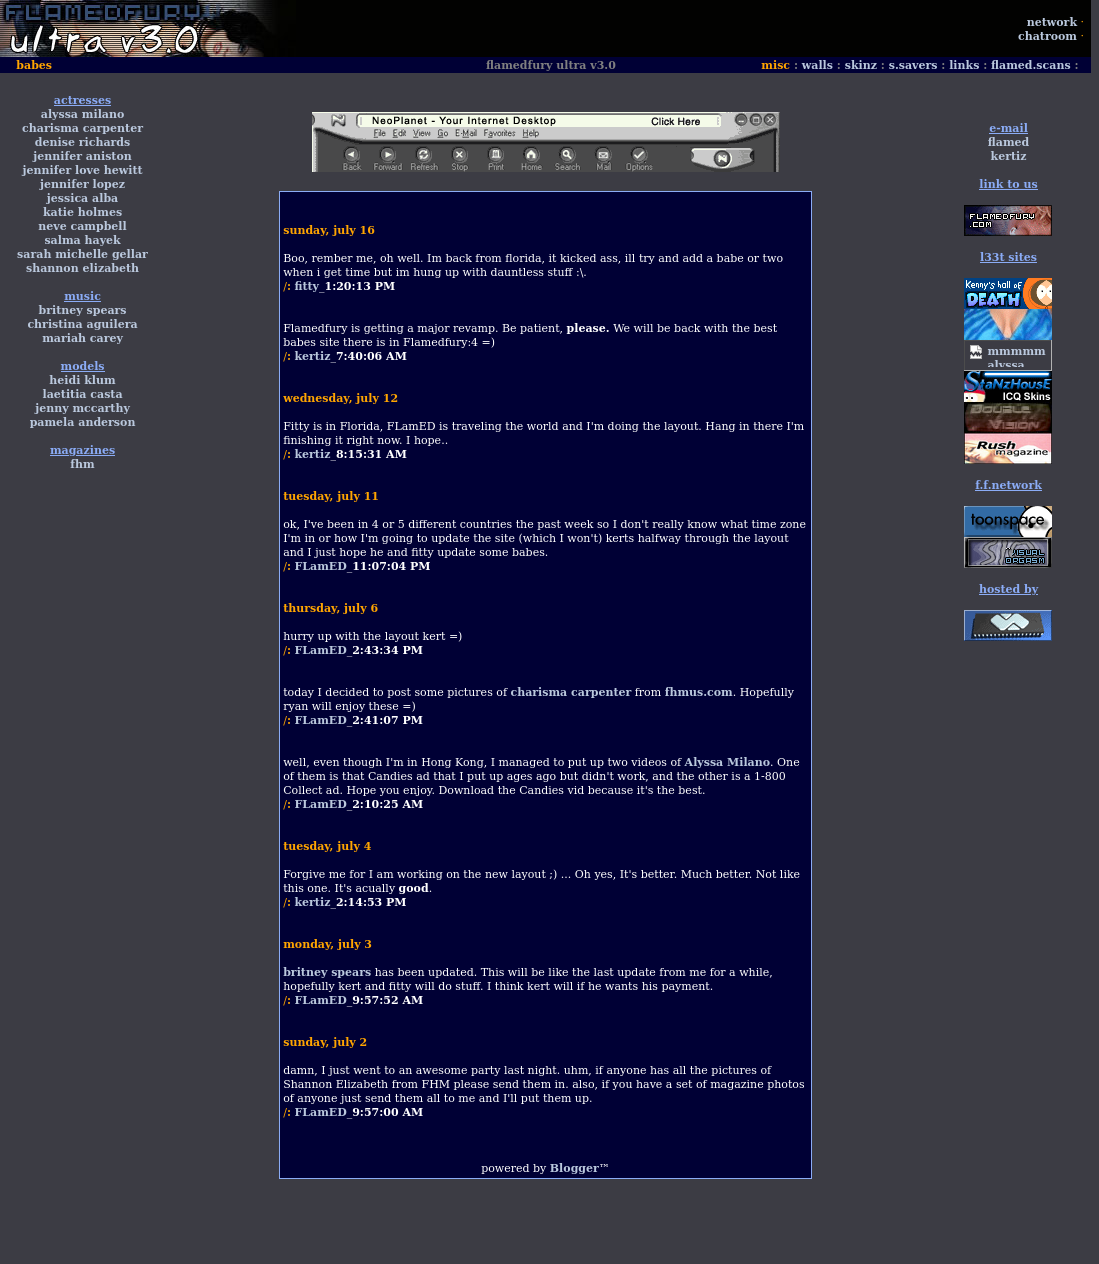 FLAMEDFURY
ultra v3.0
network ·
chatroom ·
babes
flamedfury ultra v3.0
misc : walls : skinz : s.savers : links : flamed.scans :
actresses
alyssa milano
charisma carpenter
denise richards
jennifer aniston
jennifer love hewitt
jennifer lopez
jessica alba
katie holmes
neve campbell
salma hayek
sarah michelle gellar
shannon elizabeth
music
britney spears
christina aguilera
mariah carey
models
heidi klum
laetitia casta
jenny mccarthy
pamela anderson
magazines
fhm
NeoPlanet - Your Internet Desktop Click Here
File Edit View Go E-Mail Favorites Help
Back Forward Refresh Stop Print Home Search Mail Options
sunday, july 16
Boo, rember me, oh well. Im back from florida, it kicked ass, ill try and add a babe or two
when i get time but im hung up with dauntless stuff :\.
/: fitty_1:20:13 PM
Flamedfury is getting a major revamp. Be patient, please. We will be back with the best
babes site there is in Flamedfury:4 =)
/: kertiz_7:40:06 AM
wednesday, july 12
Fitty is in Florida, FLamED is traveling the world and I'm doing the layout. Hang in there I'm
finishing it right now. I hope..
/: kertiz_8:15:31 AM
tuesday, july 11
ok, I've been in 4 or 5 different countries the past week so I don't really know what time zone
I'm in or how I'm going to update the site (which I won't) kerts halfway through the layout
and I just hope he and fitty update some babes.
/: FLamED_11:07:04 PM
thursday, july 6
hurry up with the layout kert =)
/: FLamED_2:43:34 PM
today I decided to post some pictures of charisma carpenter from fhmus.com. Hopefully
ryan will enjoy these =)
/: FLamED_2:41:07 PM
well, even though I'm in Hong Kong, I managed to put up two videos of Alyssa Milano. One
of them is that Candies ad that I put up ages ago but didn't work, and the other is a 1-800
Collect ad. Hope you enjoy. Download the Candies vid because it's the best.
/: FLamED_2:10:25 AM
tuesday, july 4
Forgive me for I am working on the new layout ;) ... Oh yes, It's better. Much better. Not like
this one. It's acually good.
/: kertiz_2:14:53 PM
monday, july 3
britney spears has been updated. This will be like the last update from me for a while,
hopefully kert and fitty will do stuff. I think kert will if he wants his payment.
/: FLamED_9:57:52 AM
sunday, july 2
damn, I just went to an awesome party last night. uhm, if anyone has all the pictures of
Shannon Elizabeth from FHM please send them in. also, if you have a set of magazine photos
of anyone just send them all to me and I'll put them up.
/: FLamED_9:57:00 AM
powered by Blogger™
e-mail
flamed
kertiz
link to us
FLAMEDFURY
.COM
l33t sites
Kenny's hall of
DEATH
mmmmm
alyssa
StaNzHousE
ICQ Skins
DOUBLE
VISION
Rush
magazine
f.f.network
toonspace
VISUAL
ORGASM
hosted by